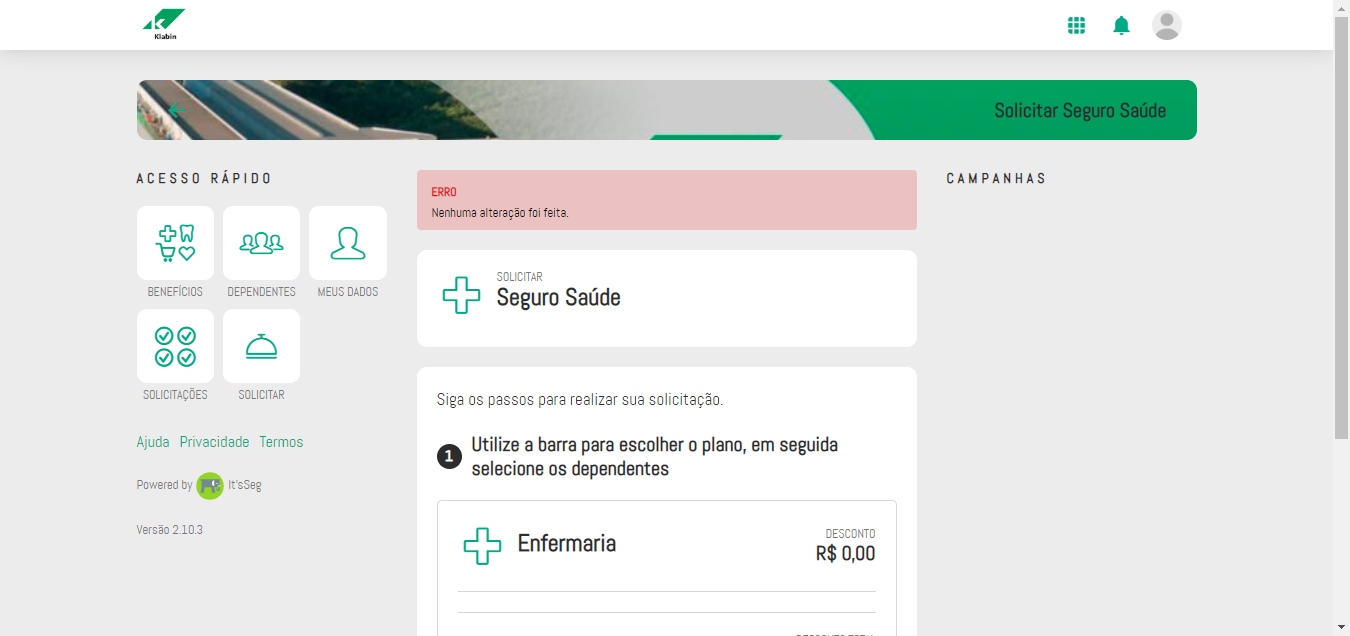 Klabin
Solicitar Seguro Saúde
ACESSO RÁPIDO
BENEFÍCIOS
DEPENDENTES
MEUS DADOS
SOLICITAÇÕES
SOLICITAR
Ajuda Privacidade Termos
Powered by It'sSeg
Versão 2.10.3
ERRO
Nenhuma alteração foi feita.
SOLICITAR
Seguro Saúde
Siga os passos para realizar sua solicitação.
1 Utilize a barra para escolher o plano, em seguida
selecione os dependentes
Enfermaria
DESCONTO
R$ 0,00
CAMPANHAS